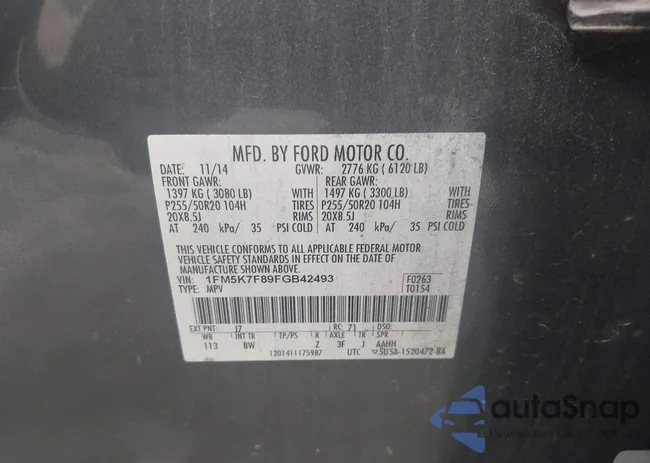 MFD. BY FORD MOTOR CO.
DATE: 11/14 GVWR: 2776 KG ( 6120 LB)
FRONT GAWR: REAR GAWR:
1397 KG ( 3080 LB) WITH 1497 KG ( 3300 LB) WITH
P255/50R20 104H TIRES P255/50R20 104H TIRES
20X8.5J RIMS 20X8.5J RIMS
AT 240 kPa/ 35 PSI COLD AT 240 kPa/ 35 PSI COLD
THIS VEHICLE CONFORMS TO ALL APPLICABLE FEDERAL MOTOR
VEHICLE SAFETY STANDARDS IN EFFECT ON THE DATE OF
MANUFACTURE SHOWN ABOVE.
VIN: 1FM5K7F89FGB42493 F0263
TYPE: MPV T0154
EXT PNT: J7 RC: 71 DSO:
WB INT TR TP/PS R AXLE TR SPR
113 BW Z 3F J AAHH
1201411175987 UTC 5U5A-1520472-BA
autoSnap